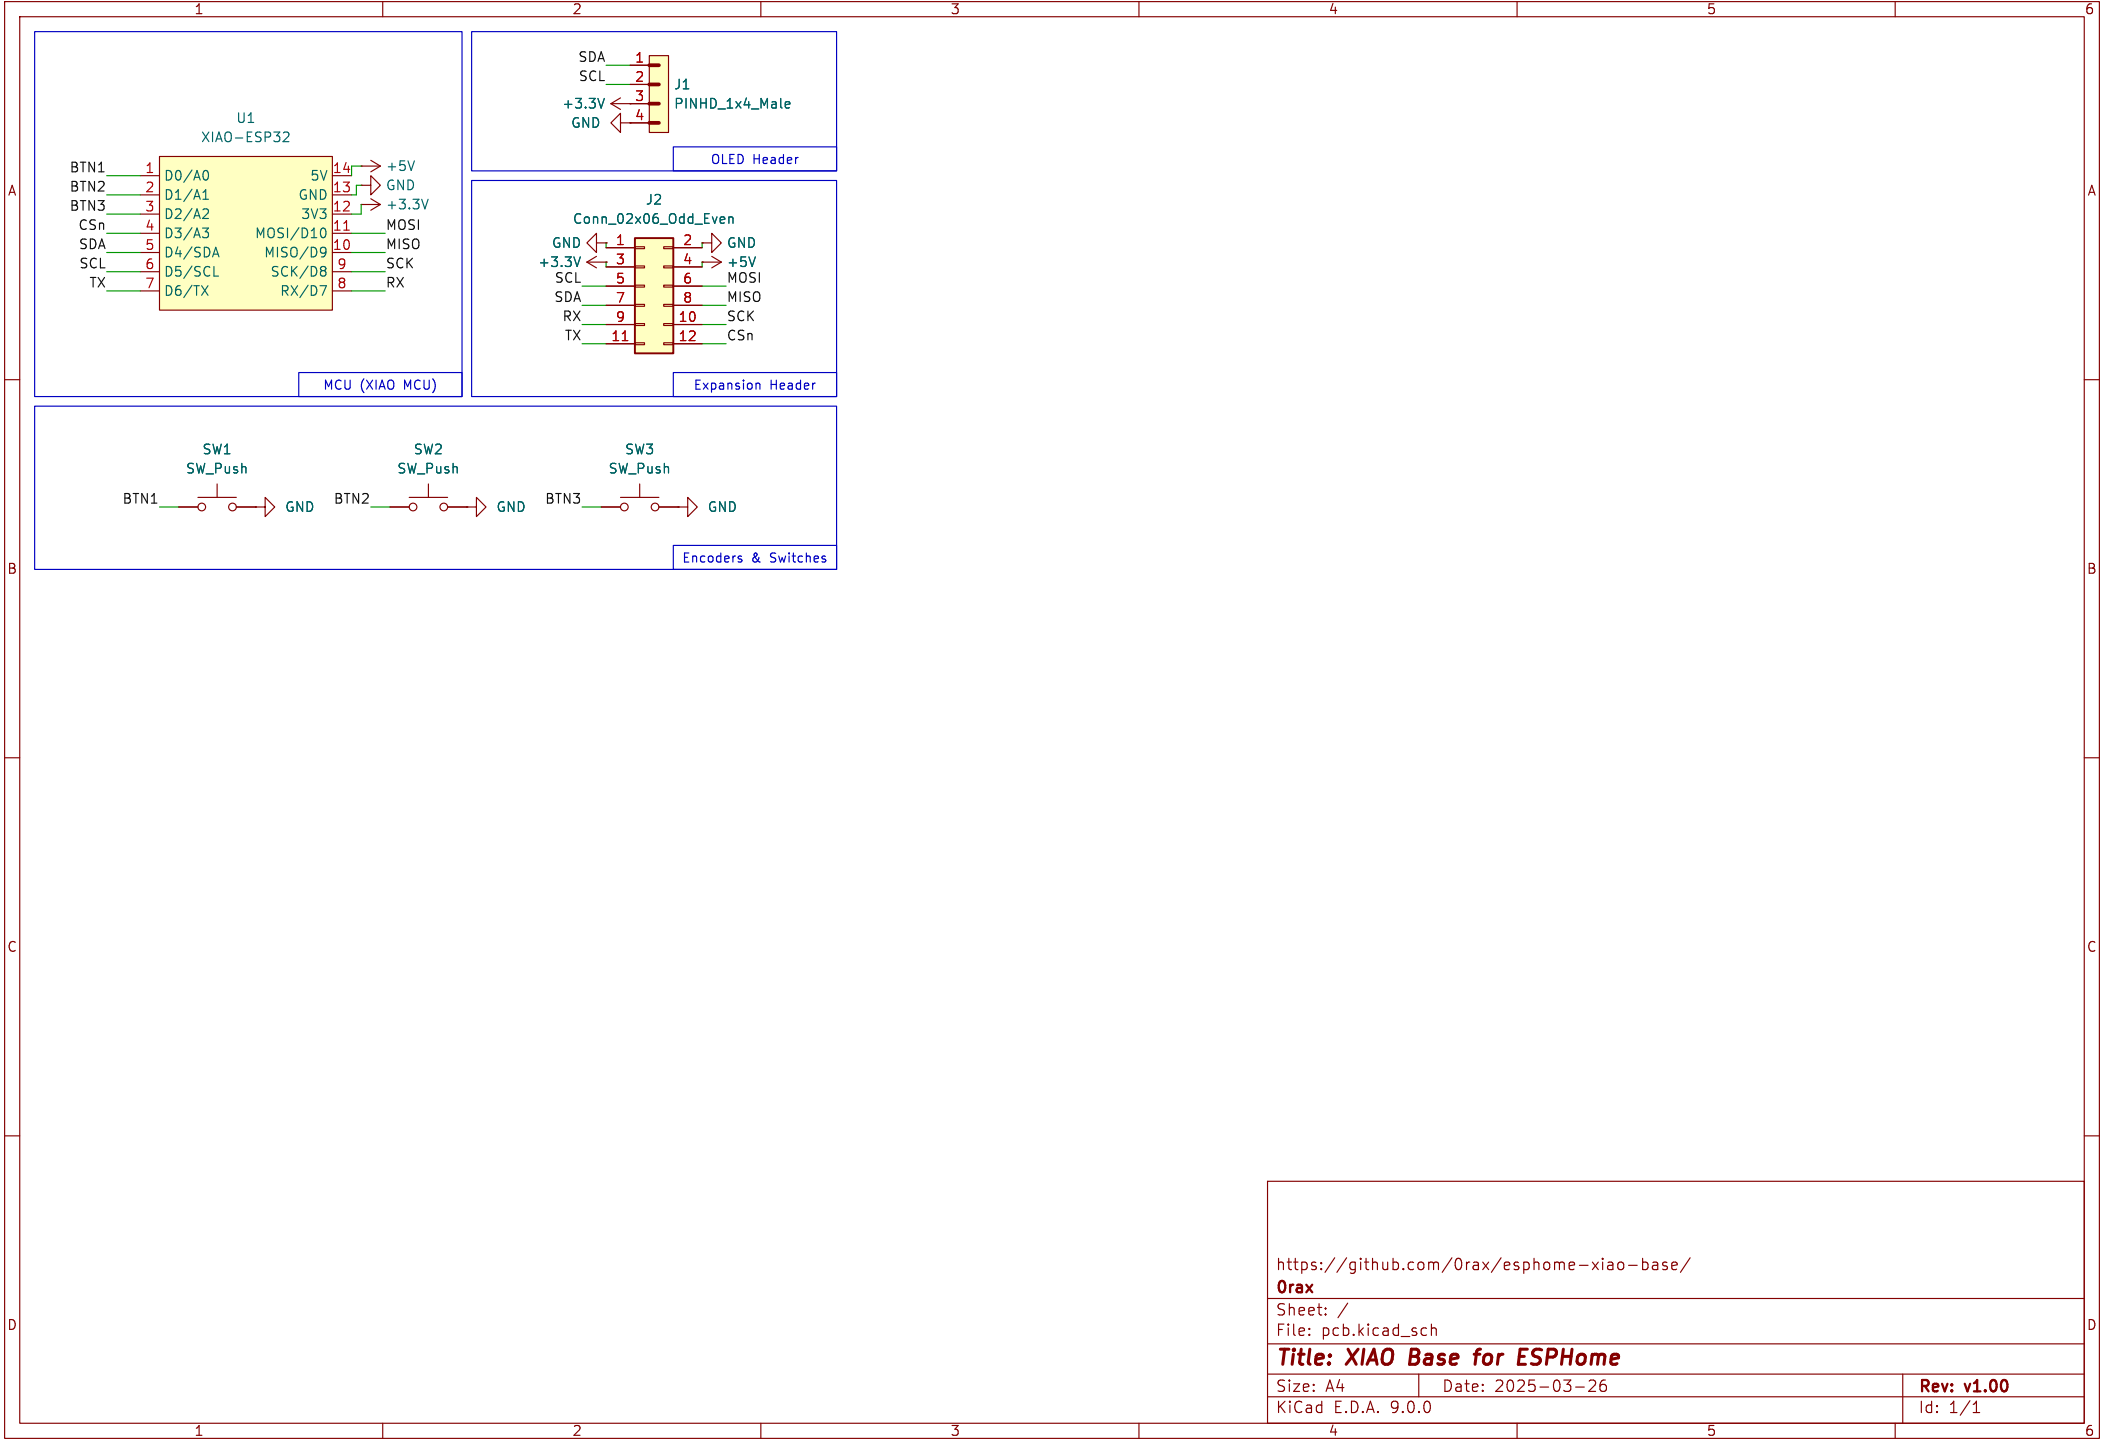 1 2 3 4 5 6
A A
B B
C C
D D
1 2 3 4 5 6
U1
XIAO-ESP32
BTN1 1 D0/A0 5V 14 +5V
BTN2 2 D1/A1 GND 13 GND
BTN3 3 D2/A2 3V3 12 +3.3V
CSn 4 D3/A3 MOSI/D10 11 MOSI
SDA 5 D4/SDA MISO/D9 10 MISO
SCL 6 D5/SCL SCK/D8 9 SCK
TX 7 D6/TX RX/D7 8 RX
MCU (XIAO MCU)
SDA 1
SCL 2
+3.3V 3
GND 4
J1
PINHD_1x4_Male
OLED Header
J2
Conn_02x06_Odd_Even
GND 1 2 GND
+3.3V 3 4 +5V
SCL 5 6 MOSI
SDA 7 8 MISO
RX 9 10 SCK
TX 11 12 CSn
Expansion Header
SW1
SW_Push
BTN1 GND
SW2
SW_Push
BTN2 GND
SW3
SW_Push
BTN3 GND
Encoders & Switches
https://github.com/0rax/esphome-xiao-base/
0rax
Sheet: /
File: pcb.kicad_sch
Title: XIAO Base for ESPHome
Size: A4 Date: 2025-03-26 Rev: v1.00
KiCad E.D.A. 9.0.0 Id: 1/1